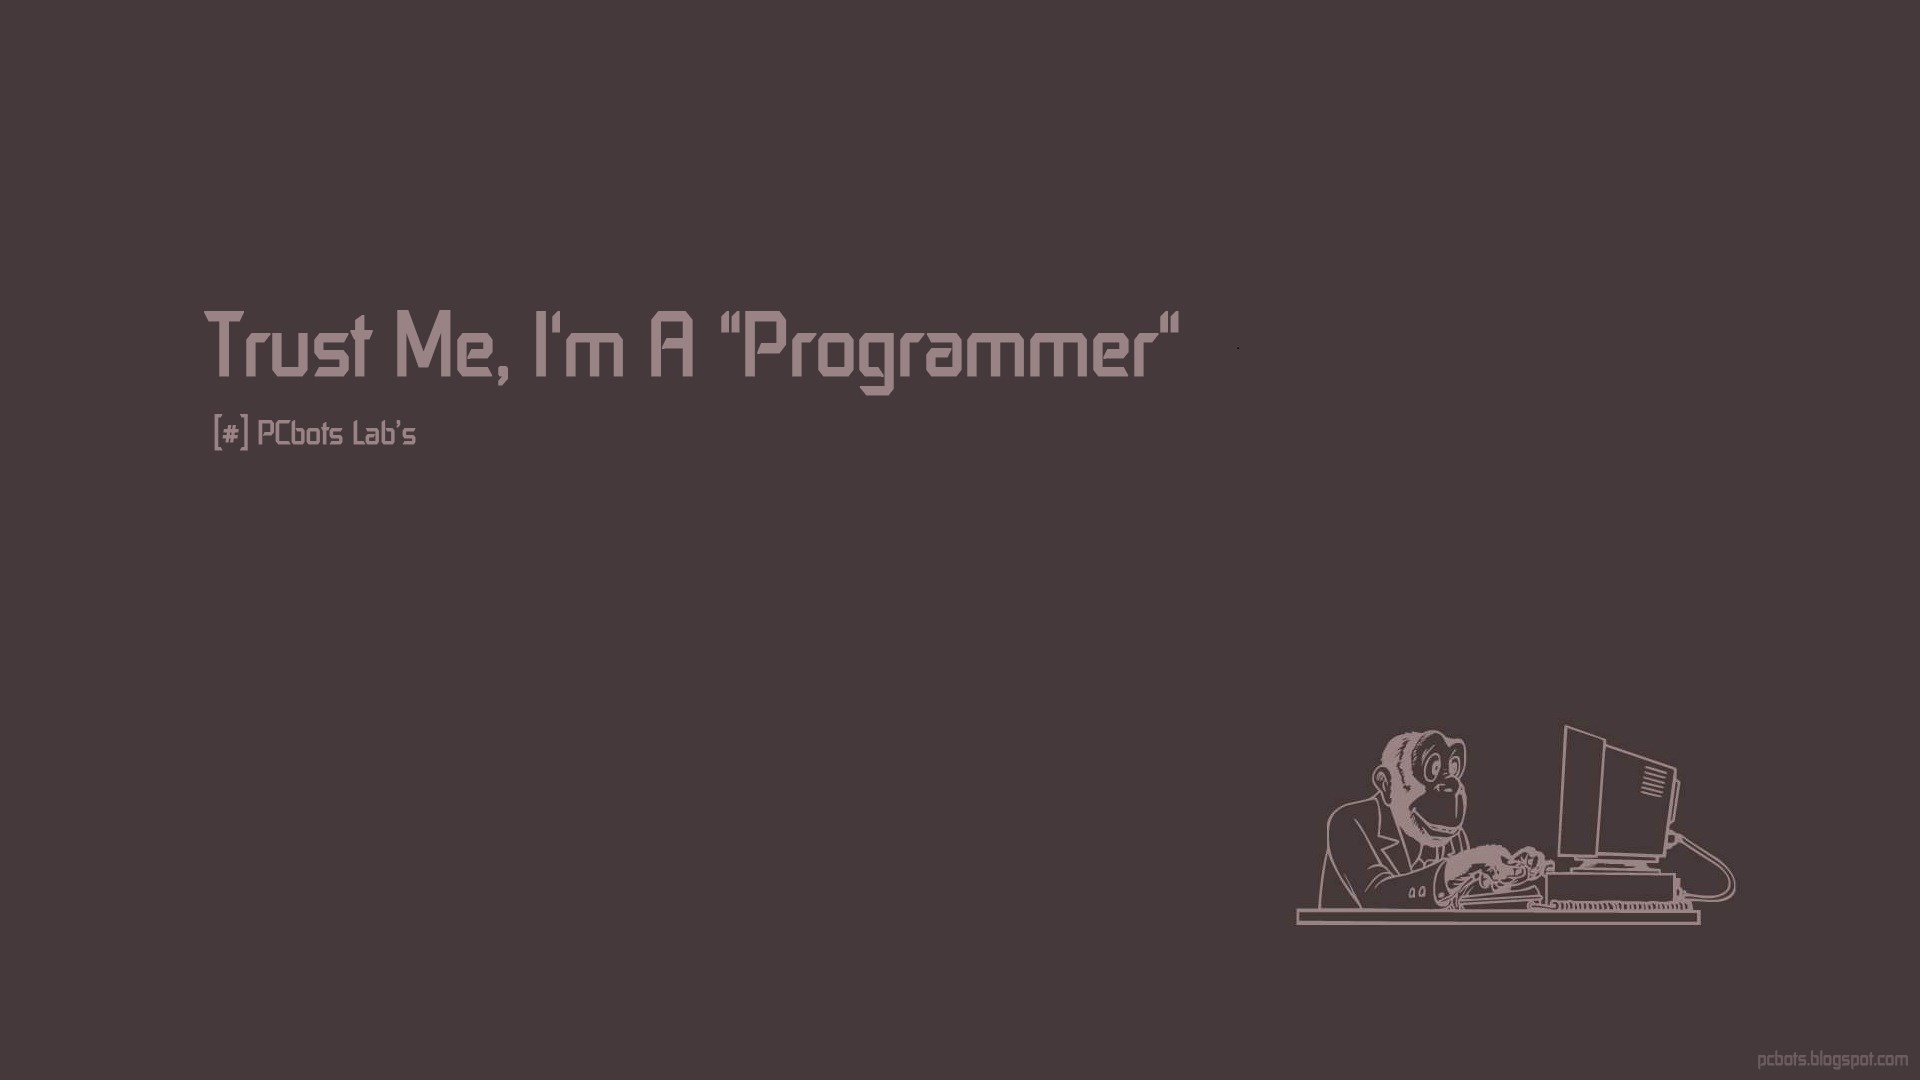 Trust Me, I'm A “Programmer“
[#] PCbots Lab's
pcbots.blogspot.com